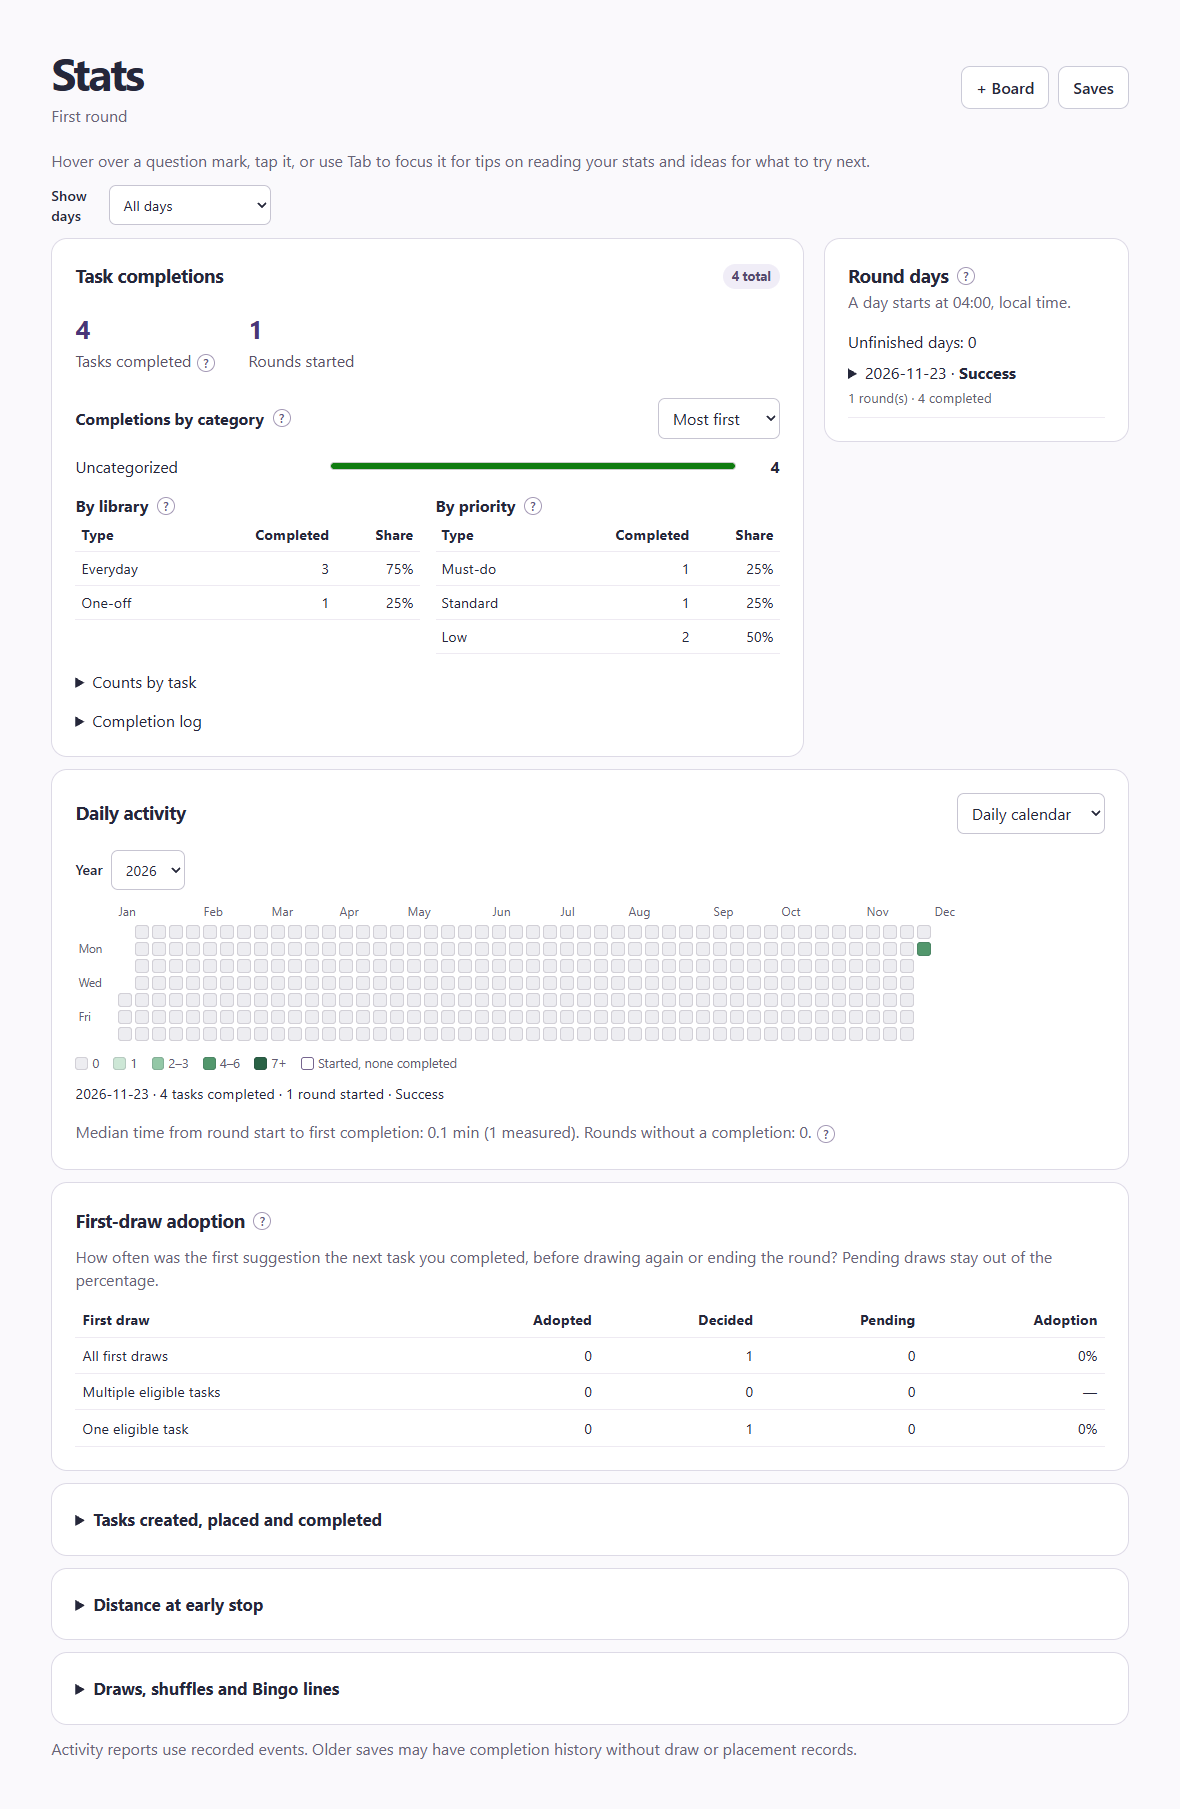 Stats
First round
+ Board
Saves
Hover over a question mark, tap it, or use Tab to focus it for tips on reading your stats and ideas for what to try next.
Show days
All days
Task completions
4 total
4
Tasks completed ?
1
Rounds started
Completions by category ?
Most first
Uncategorized 4
By library ?
Type Completed Share
Everyday 3 75%
One-off 1 25%
By priority ?
Type Completed Share
Must-do 1 25%
Standard 1 25%
Low 2 50%
Counts by task
Completion log
Round days ?
A day starts at 04:00, local time.
Unfinished days: 0
2026-11-23 · Success
1 round(s) · 4 completed
Daily activity
Daily calendar
Year 2026
Jan Feb Mar Apr May Jun Jul Aug Sep Oct Nov Dec
Mon
Wed
Fri
0 1 2–3 4–6 7+ Started, none completed
2026-11-23 · 4 tasks completed · 1 round started · Success
Median time from round start to first completion: 0.1 min (1 measured). Rounds without a completion: 0. ?
First-draw adoption ?
How often was the first suggestion the next task you completed, before drawing again or ending the round? Pending draws stay out of the
percentage.
First draw Adopted Decided Pending Adoption
All first draws 0 1 0 0%
Multiple eligible tasks 0 0 0 —
One eligible task 0 1 0 0%
Tasks created, placed and completed
Distance at early stop
Draws, shuffles and Bingo lines
Activity reports use recorded events. Older saves may have completion history without draw or placement records.